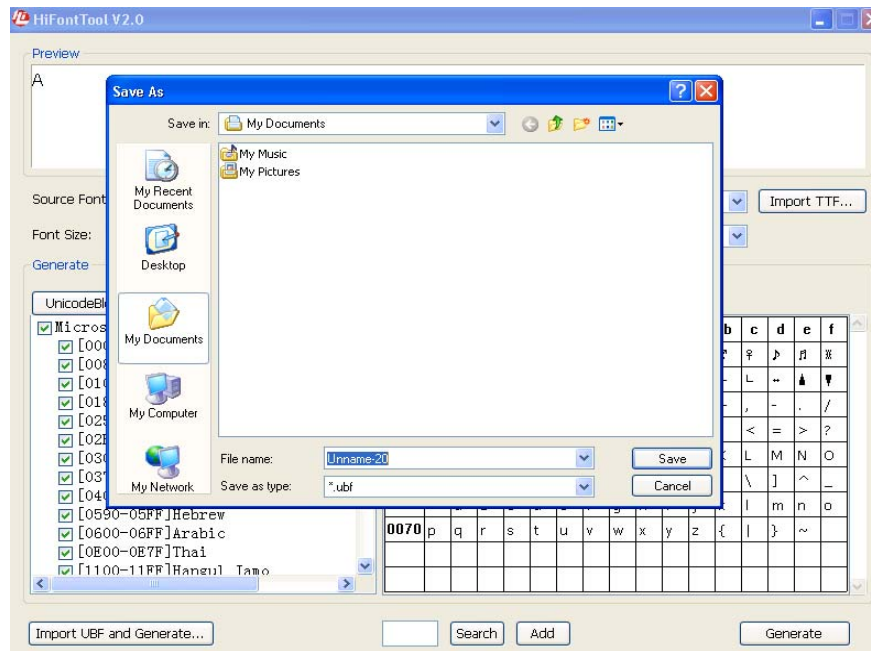 HiFontTool V2.0
Preview
A
Save As
Save in: My Documents
My Music
My Pictures
My Recent Documents
Desktop
My Documents
My Computer
My Network
File name: Unname-20 Save
Save as type: *.ubf Cancel
Source Font
Import TTF...
Font Size:
Generate
UnicodeBl
Micros
[0590-05FF]Hebrew
[0600-06FF]Arabic
[0E00-0E7F]Thai
[1100-11FF]Hangul Jamo
b c d e f
♀ ♪ ♫
, - . /
< = > ?
L M N O
\ ] ^ _
l m n o
0070 p q r s t u v w x y z { | } ~
Import UBF and Generate... Search Add Generate